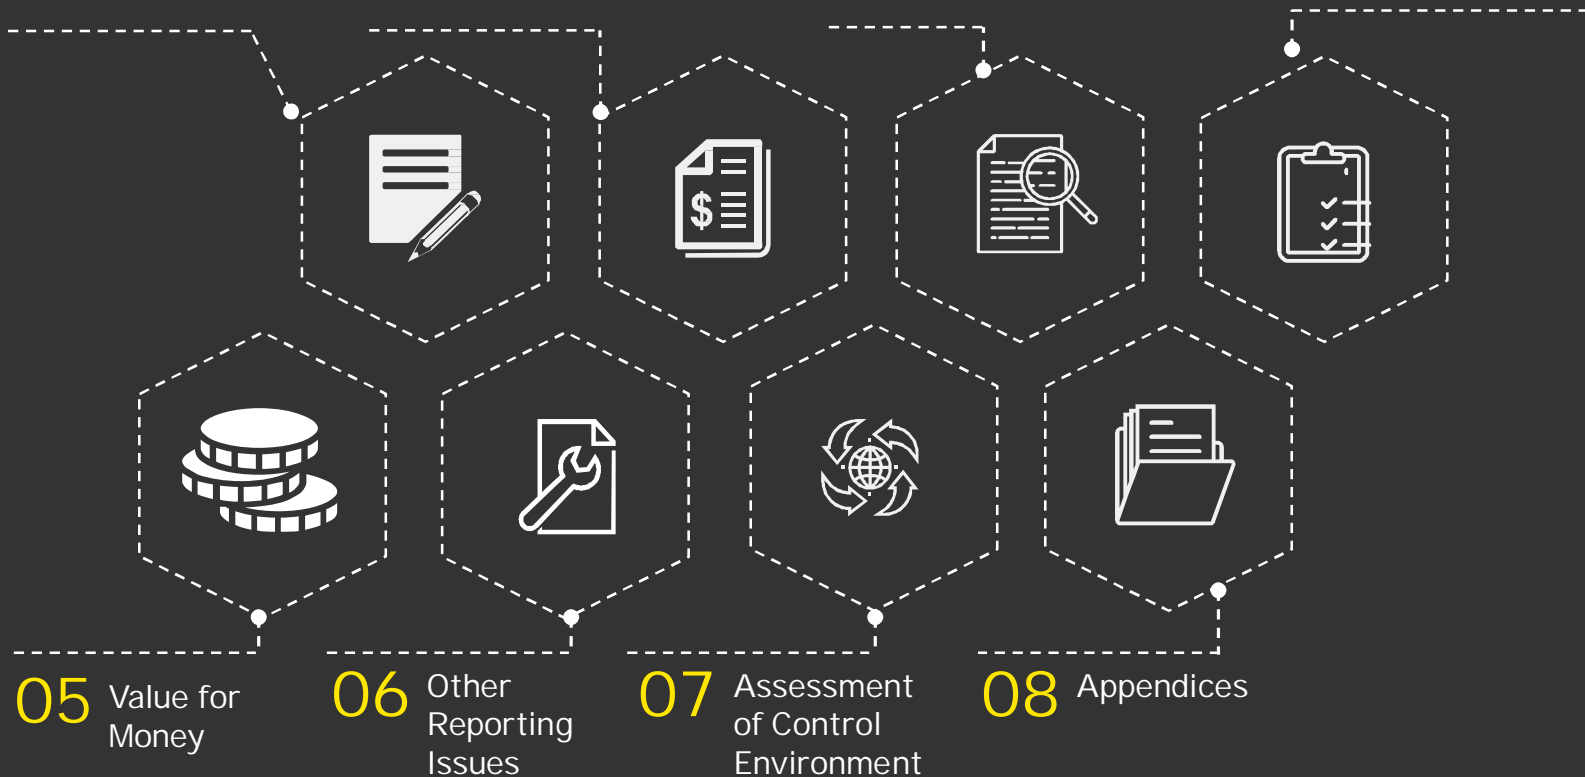 $
05 Value for
Money
06 Other
Reporting
Issues
07 Assessment
of Control
Environment
08 Appendices